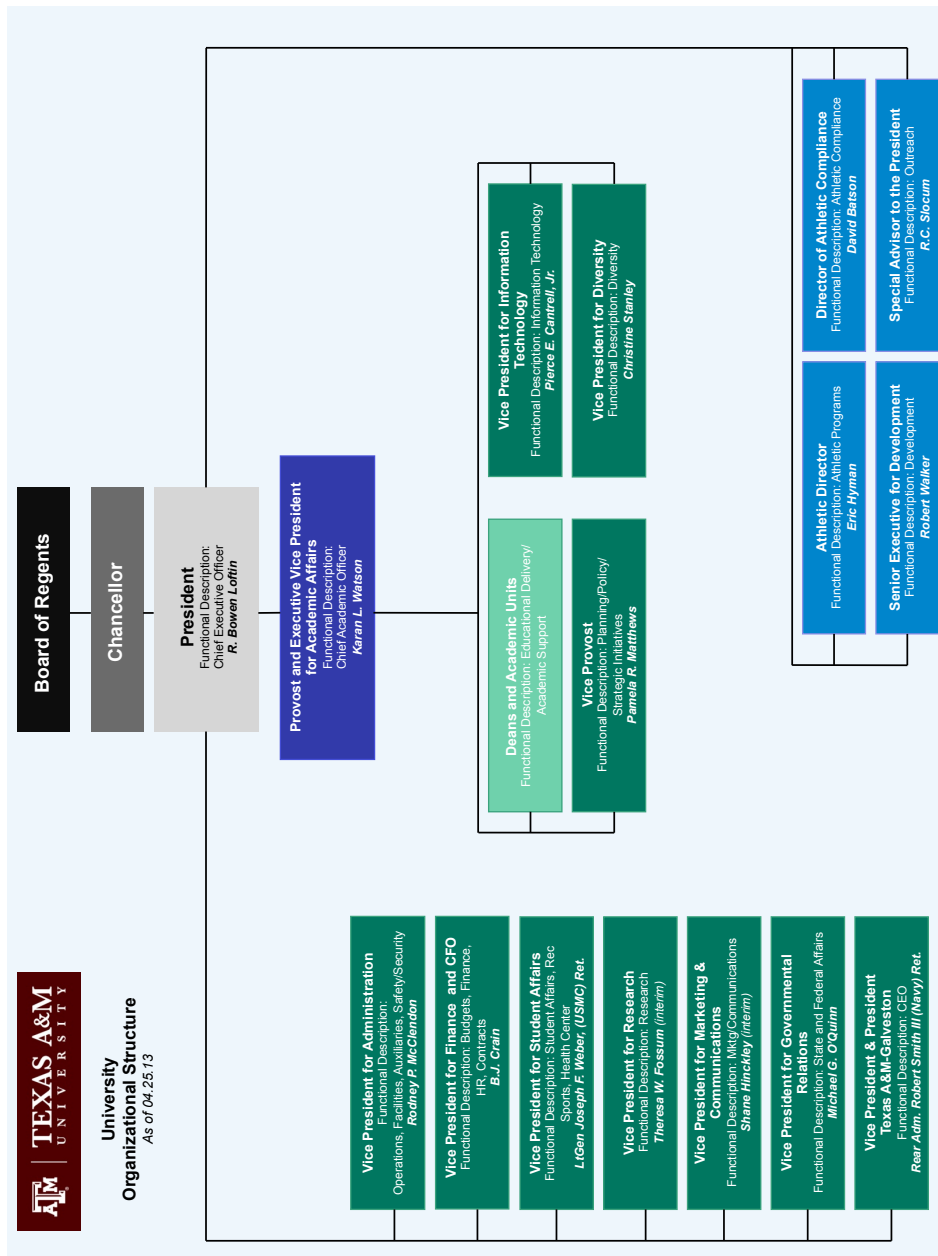 ĀM | TEXAS A&M
UNIVERSITY
University
Organizational Structure
As of 04.25.13
Board of Regents
Chancellor
President
Functional Description:
Chief Executive Officer
R. Bowen Loftin
Provost and Executive Vice President
for Academic Affairs
Functional Description:
Chief Academic Officer
Karan L. Watson
Vice President for Administration
Functional Description:
Operations, Facilities, Auxiliaries, Safety/Security
Rodney P. McClendon
Vice President for Finance and CFO
Functional Description: Budgets, Finance,
HR, Contracts
B.J. Crain
Vice President for Student Affairs
Functional Description: Student Affairs, Rec
Sports, Health Center
LtGen Joseph F. Weber, (USMC) Ret.
Vice President for Research
Functional Description: Research
Theresa W. Fossum (interim)
Vice President for Marketing &
Communications
Functional Description: Mktg/Communications
Shane Hinckley (interim)
Vice President for Governmental
Relations
Functional Description: State and Federal Affairs
Michael G. O'Quinn
Vice President & President
Texas A&M-Galveston
Functional Description: CEO
Rear Adm. Robert Smith III (Navy) Ret.
Deans and Academic Units
Functional Description: Educational Delivery/
Academic Support
Vice Provost
Functional Description: Planning/Policy/
Strategic Initiatives
Pamela R. Matthews
Vice President for Information
Technology
Functional Description: Information Technology
Pierce E. Cantrell, Jr.
Vice President for Diversity
Functional Description: Diversity
Christine Stanley
Athletic Director
Functional Description: Athletic Programs
Eric Hyman
Senior Executive for Development
Functional Description: Development
Robert Walker
Director of Athletic Compliance
Functional Description: Athletic Compliance
David Batson
Special Advisor to the President
Functional Description: Outreach
R.C. Slocum